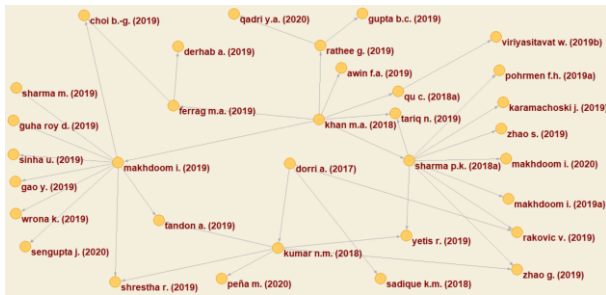 choi b.-g. (2019)
qadri y.a. (2020)
gupta b.c. (2019)
viriyasitavat w. (2019b)
derhab a. (2019)
rathee g. (2019)
awin f.a. (2019)
pohrmen f.h. (2019a)
sharma m. (2019)
qu c. (2018a)
karamachoski j. (2019)
ferrag m.a. (2019)
khan m.a. (2018)
tariq n. (2019)
guha roy d. (2019)
zhao s. (2019)
sinha u. (2019)
makhdoom i. (2019)
sharma p.k. (2018a)
makhdoom i. (2020)
dorri a. (2017)
gao y. (2019)
makhdoom i. (2019a)
wrona k. (2019)
tandon a. (2019)
yetis r. (2019)
rakovic v. (2019)
sengupta j. (2020)
kumar n.m. (2018)
shrestha r. (2019)
peña m. (2020)
sadique k.m. (2018)
zhao g. (2019)